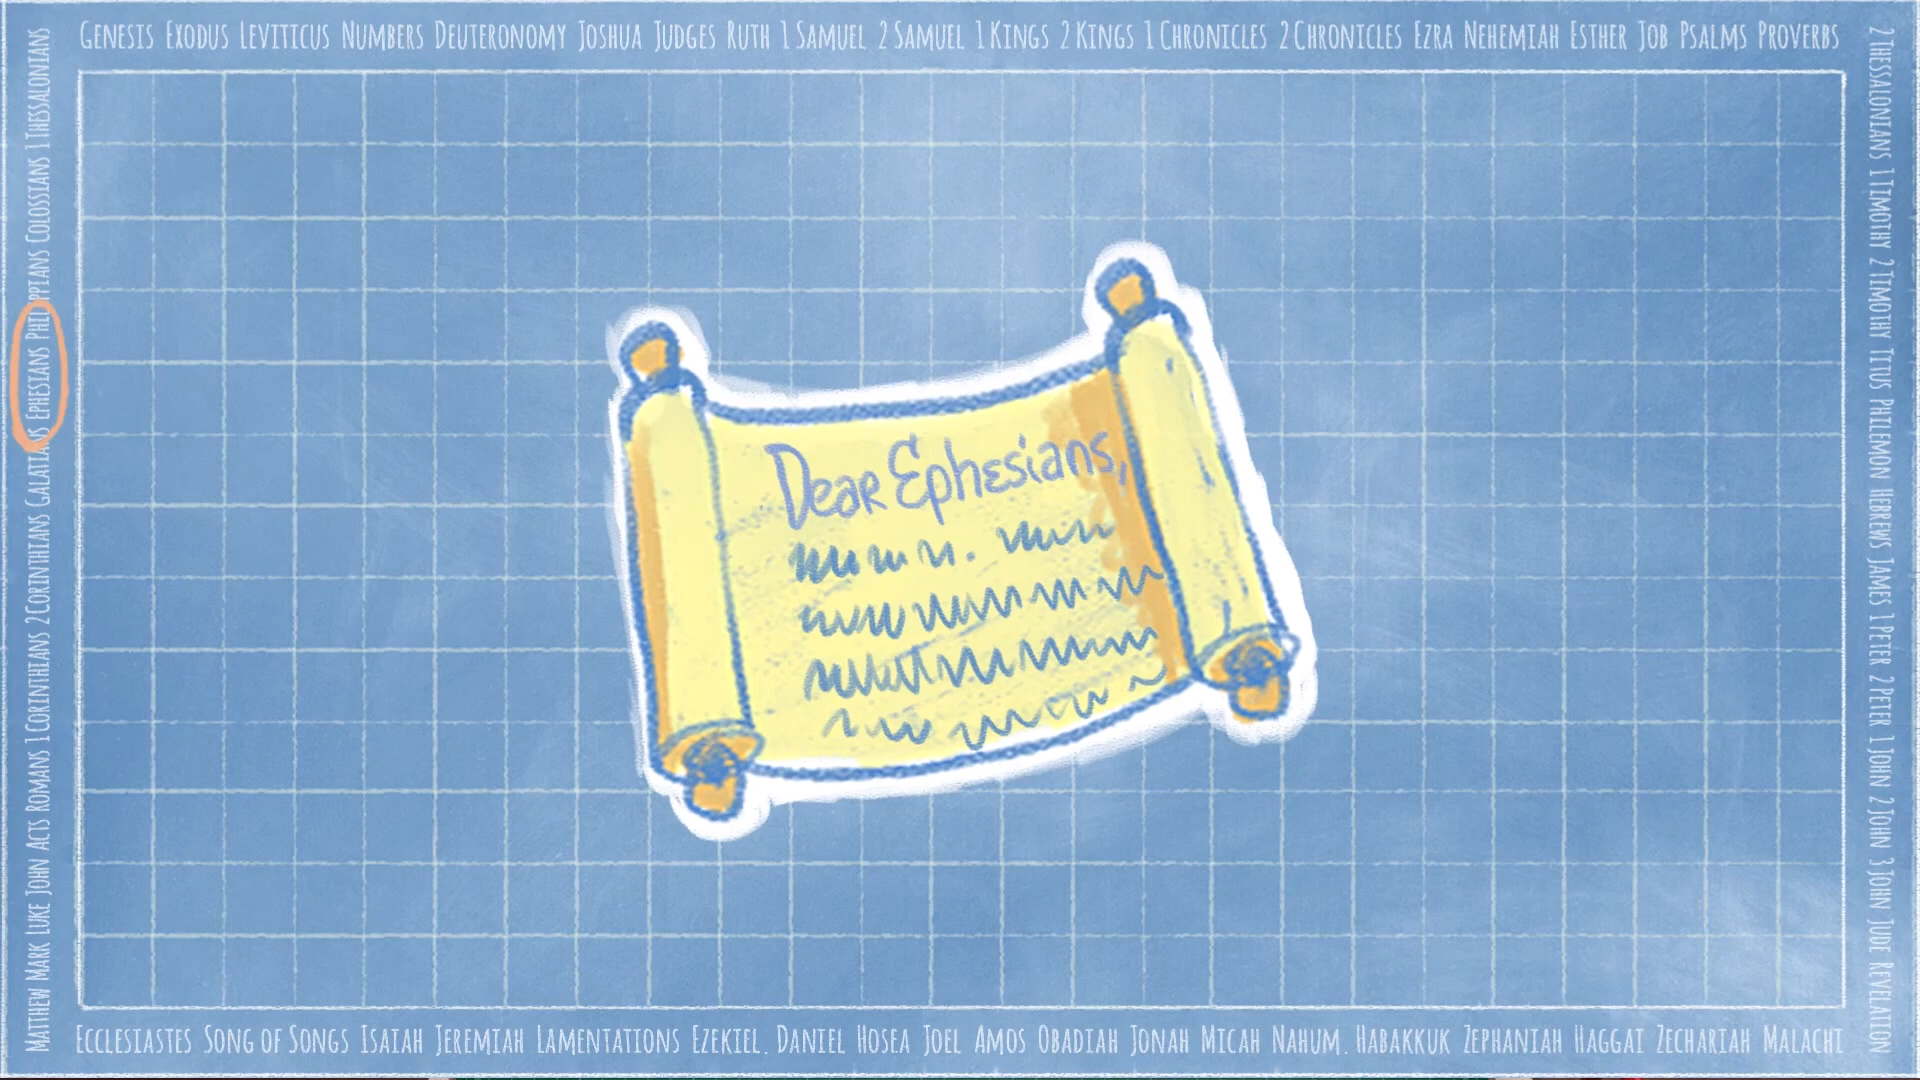 Genesis Exodus Leviticus Numbers Deuteronomy Joshua Judges Ruth 1 Samuel 2 Samuel 1 Kings 2 Kings 1 Chronicles 2 Chronicles Ezra Nehemiah Esther Job Psalms Proverbs
Ecclesiastes Song of Songs Isaiah Jeremiah Lamentations Ezekiel. Daniel Hosea Joel Amos Obadiah Jonah Micah Nahum. Habakkuk Zephaniah Haggai Zechariah Malachi
Matthew Mark Luke John Acts Romans 1 Corinthians 2 Corinthians Galatians Ephesians Philippians Colossians 1 Thessalonians
2 Thessalonians 1 Timothy 2 Timothy Titus Philemon Hebrews James 1 Peter 2 Peter 1 John 2 John 3 John Jude Revelation
Dear Ephesians,